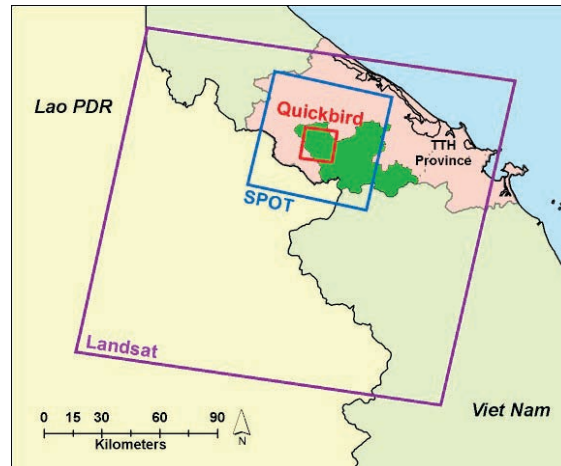 Lao PDR
Quickbird
TTH
Province
SPOT
Landsat
Viet Nam
0 15 30 60 90
Kilometers
N